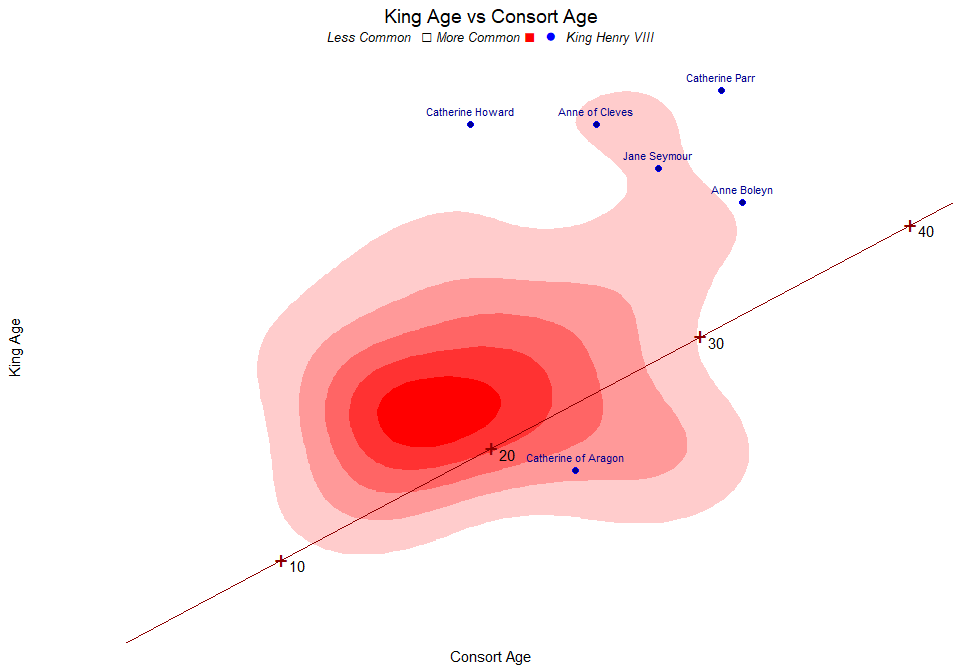 King Age vs Consort Age
Less Common More Common King Henry VIII
Catherine Parr
Catherine Howard
Anne of Cleves
Jane Seymour
Anne Boleyn
40
30
King Age
20
Catherine of Aragon
10
Consort Age